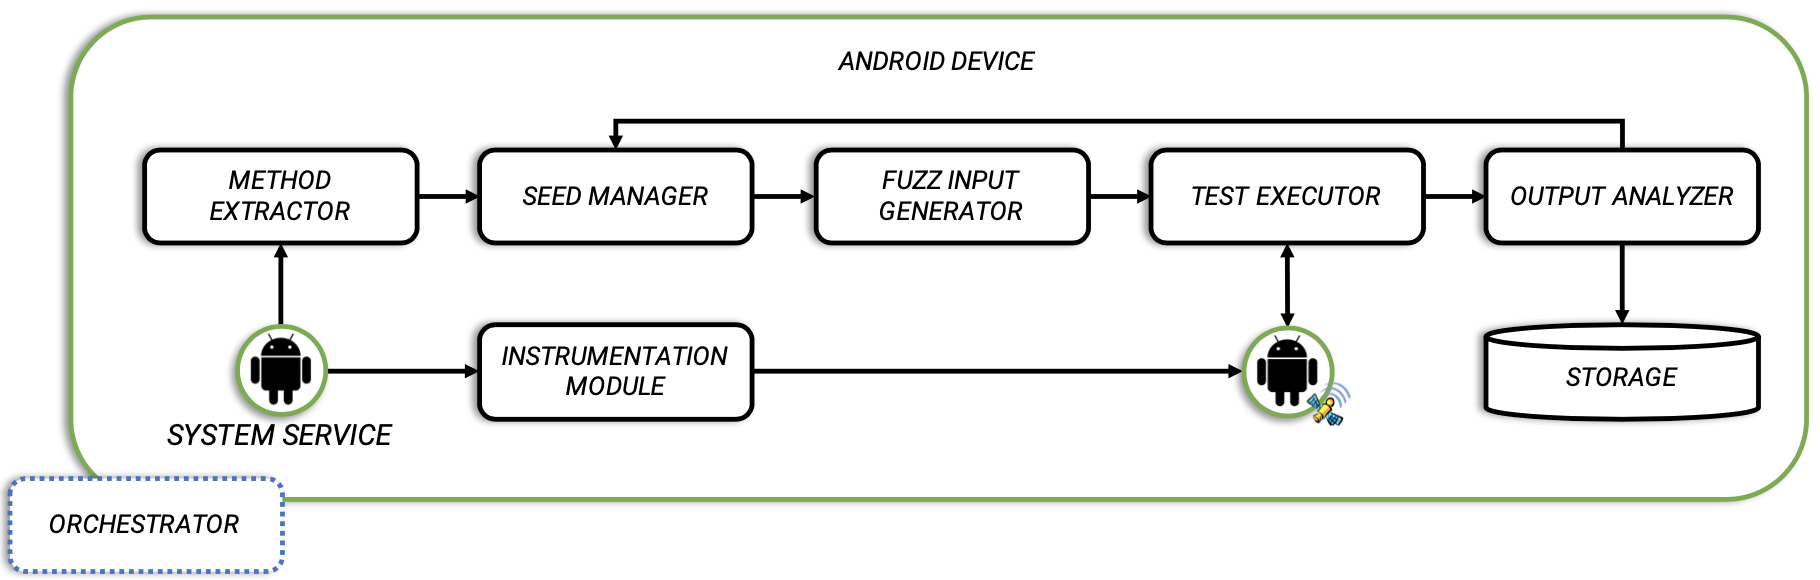 ANDROID DEVICE
METHOD
EXTRACTOR
SEED MANAGER
FUZZ INPUT
GENERATOR
TEST EXECUTOR
OUTPUT ANALYZER
SYSTEM SERVICE
INSTRUMENTATION
MODULE
STORAGE
ORCHESTRATOR